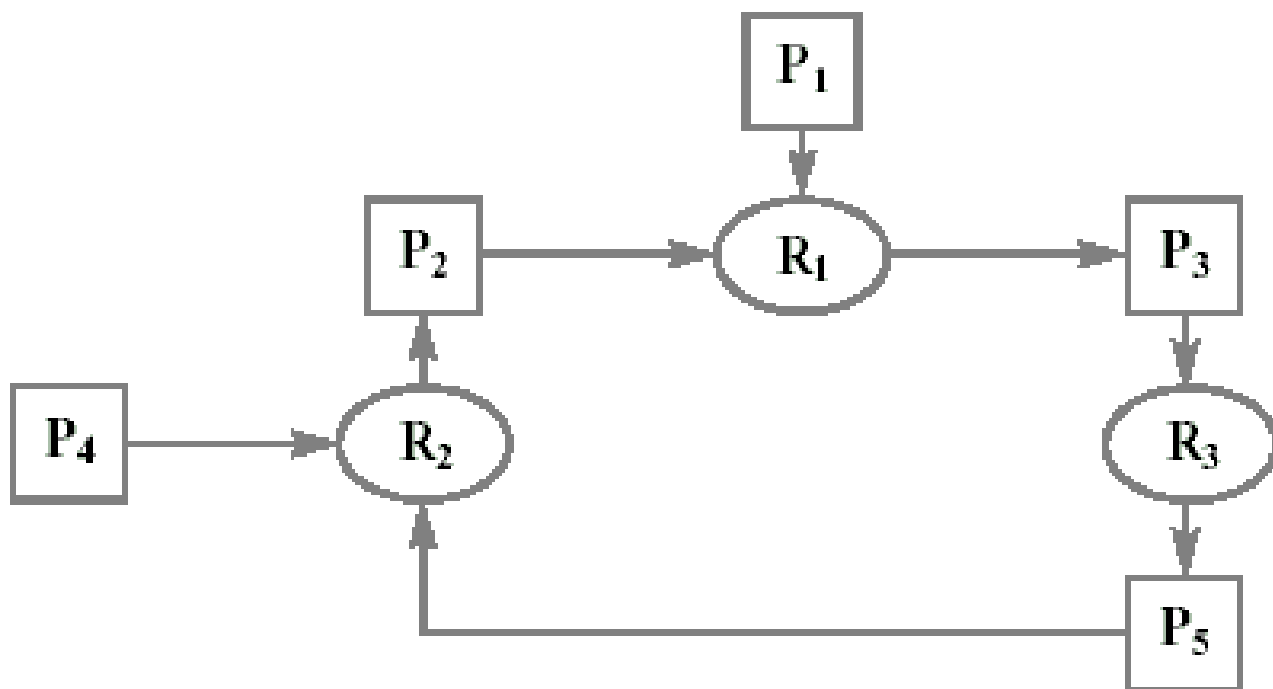 P₁
P₂
R₁
P₃
P₄
R₂
R₃
P₅